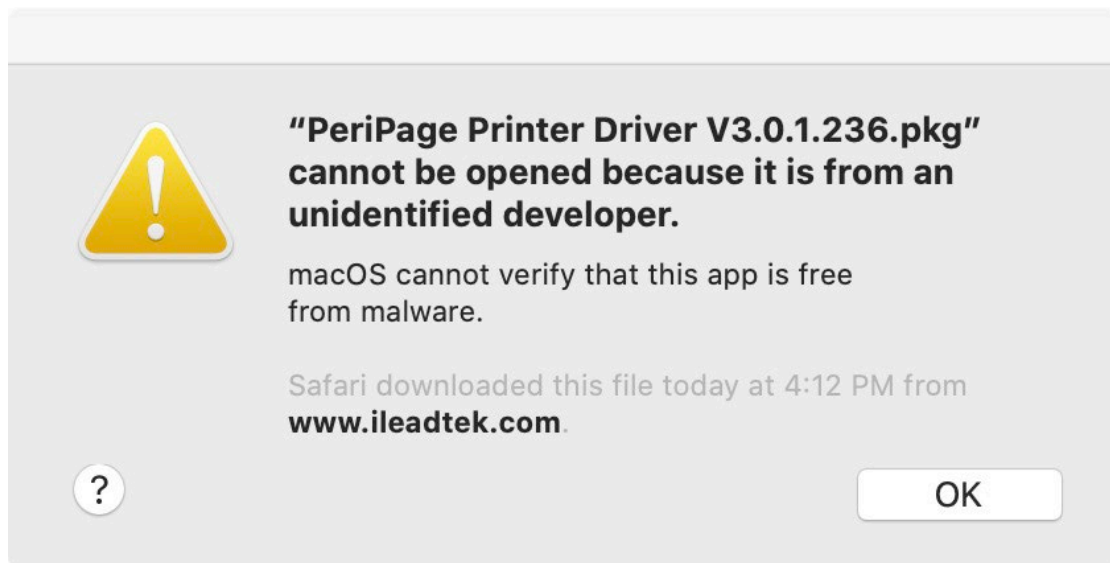 “PeriPage Printer Driver V3.0.1.236.pkg”
cannot be opened because it is from an
unidentified developer.
macOS cannot verify that this app is free
from malware.
Safari downloaded this file today at 4:12 PM from
www.ileadtek.com.
?
OK